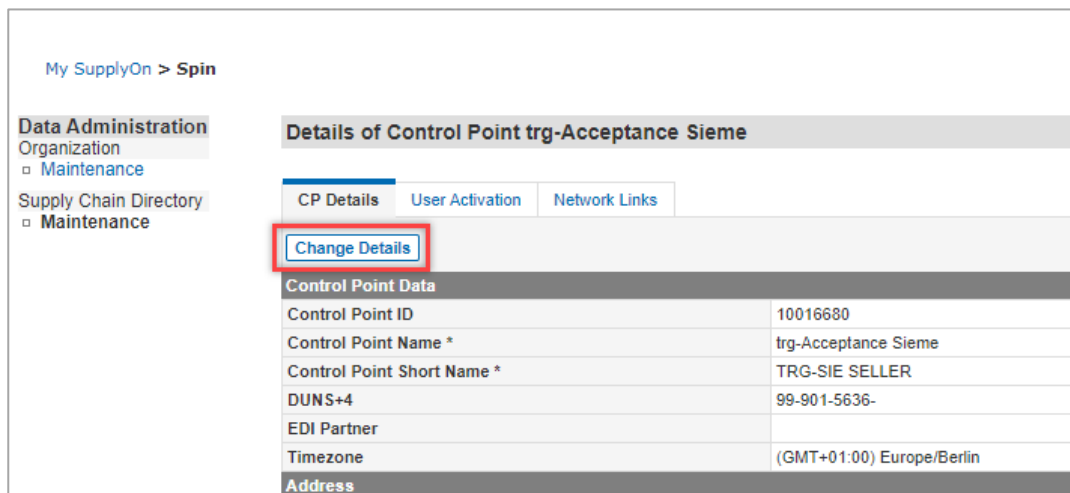 My SupplyOn > Spin
Data Administration
Organization
Maintenance
Supply Chain Directory
Maintenance
Details of Control Point trg-Acceptance Sieme
CP Details User Activation Network Links
Change Details
Control Point Data
Control Point ID 10016680
Control Point Name * trg-Acceptance Sieme
Control Point Short Name * TRG-SIE SELLER
DUNS+4 99-901-5636-
EDI Partner
Timezone (GMT+01:00) Europe/Berlin
Address